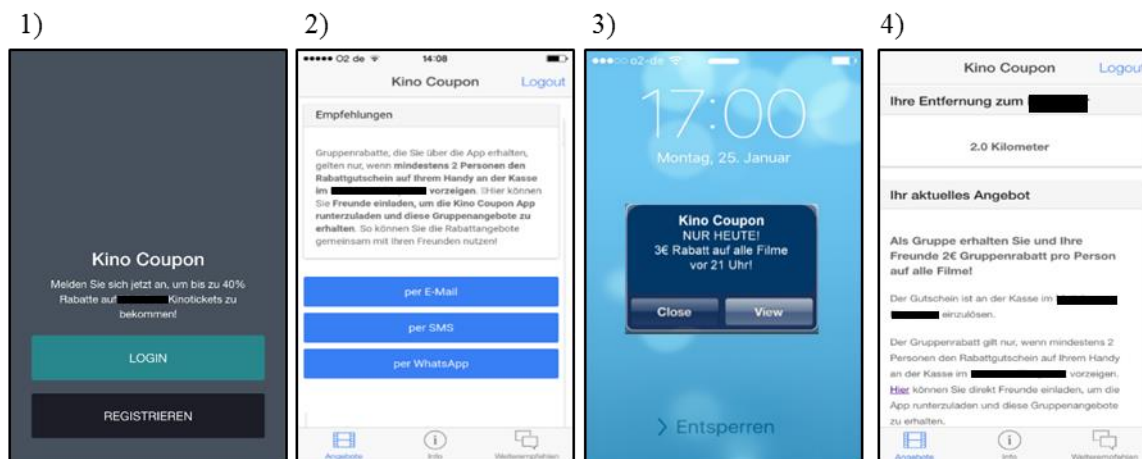 1)
Kino Coupon
Melden Sie sich jetzt an, um bis zu 40%
Rabatte auf Kinotickets zu
bekommen!
LOGIN
REGISTRIEREN
2)
O2 de 14:08
Kino Coupon Logout
Empfehlungen
Gruppenrabatte, die Sie über die App erhalten,
gelten nur, wenn mindestens 2 Personen den
Rabattgutschein auf Ihrem Handy an der Kasse
im vorzeigen. Hier können
Sie Freunde einladen, um die Kino Coupon App
runterzuladen und diese Gruppenangebote zu
erhalten. So können Sie die Rabattangebote
gemeinsam mit Ihren Freunden nutzen!
per E-Mail
per SMS
per WhatsApp
Angebote Info Weiterempfehlen
3)
o2-de
17:00
Montag, 25. Januar
Kino Coupon
NUR HEUTE!
3€ Rabatt auf alle Filme
vor 21 Uhr!
Close View
> Entsperren
4)
Kino Coupon Logout
Ihre Entfernung zum
2.0 Kilometer
Ihr aktuelles Angebot
Als Gruppe erhalten Sie und Ihre
Freunde 2€ Gruppenrabatt pro Person
auf alle Filme!
Der Gutschein ist an der Kasse im
einzulösen.
Der Gruppenrabatt gilt nur, wenn mindestens 2
Personen den Rabattgutschein auf Ihrem Handy
an der Kasse im vorzeigen.
Hier können Sie direkt Freunde einladen, um die
App runterzuladen und diese Gruppenangebote
zu erhalten.
Angebote Info Weiterempfehlen